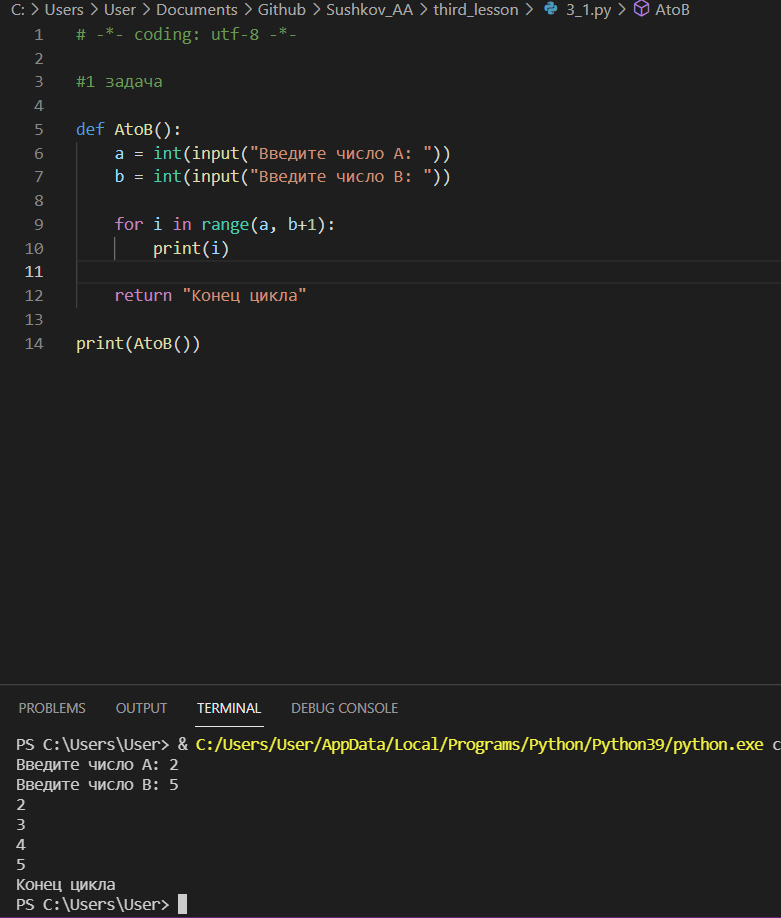 C: > Users > User > Documents > Github > Sushkov_AA > third_lesson > 3_1.py > AtoB
1 # -*- coding: utf-8 -*-
2
3 #1 задача
4
5 def AtoB():
6     a = int(input("Введите число A: "))
7     b = int(input("Введите число B: "))
8
9     for i in range(a, b+1):
10         print(i)
11
12     return "Конец цикла"
13
14 print(AtoB())
PROBLEMS OUTPUT TERMINAL DEBUG CONSOLE
PS C:\Users\User> & C:/Users/User/AppData/Local/Programs/Python/Python39/python.exe c
Введите число A: 2
Введите число B: 5
2
3
4
5
Конец цикла
PS C:\Users\User>